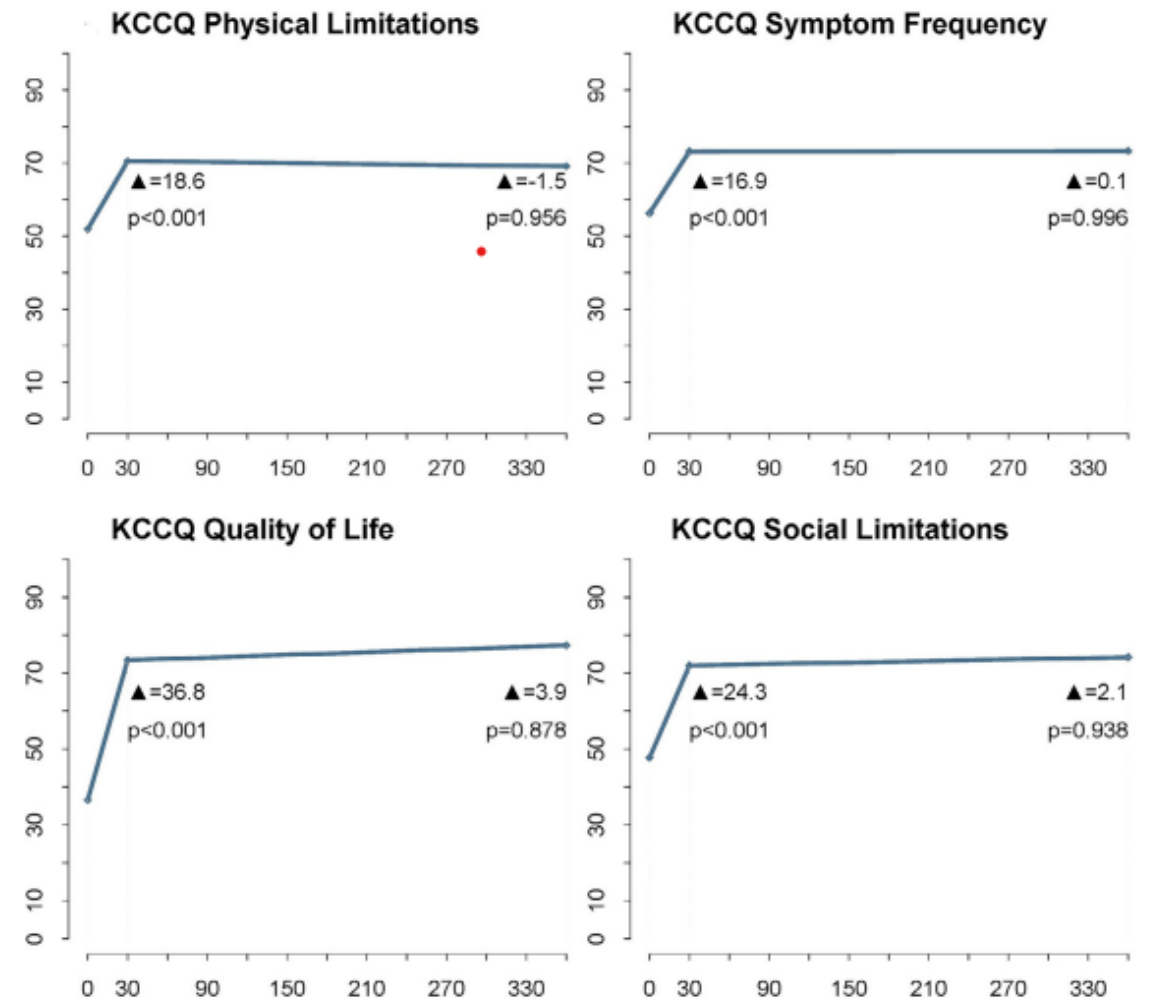 KCCQ Physical Limitations
90
70
50
30
10
0
▲=18.6
p<0.001
▲=-1.5
p=0.956
0 30 90 150 210 270 330
KCCQ Symptom Frequency
90
70
50
30
10
0
▲=16.9
p<0.001
▲=0.1
p=0.996
0 30 90 150 210 270 330
KCCQ Quality of Life
90
70
50
30
10
0
▲=36.8
p<0.001
▲=3.9
p=0.878
0 30 90 150 210 270 330
KCCQ Social Limitations
90
70
50
30
10
0
▲=24.3
p<0.001
▲=2.1
p=0.938
0 30 90 150 210 270 330